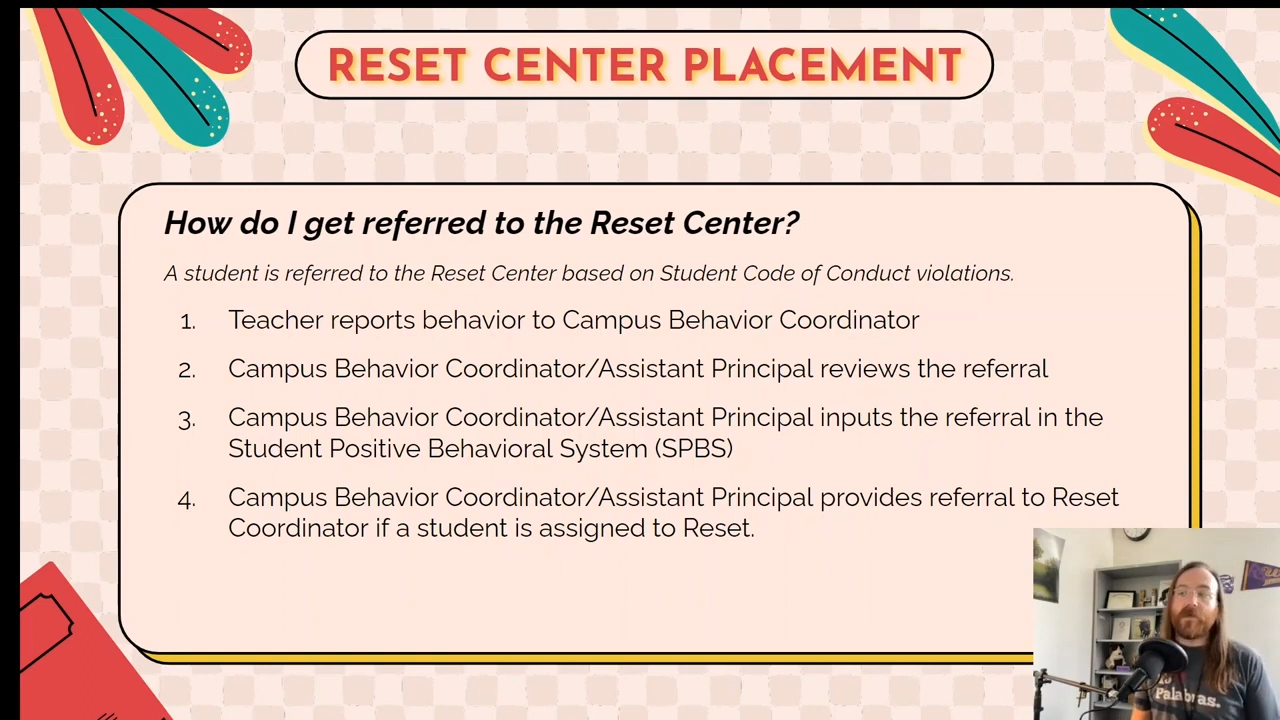 RESET CENTER PLACEMENT
How do I get referred to the Reset Center?
A student is referred to the Reset Center based on Student Code of Conduct violations.
1. Teacher reports behavior to Campus Behavior Coordinator
2. Campus Behavior Coordinator/Assistant Principal reviews the referral
3. Campus Behavior Coordinator/Assistant Principal inputs the referral in the
Student Positive Behavioral System (SPBS)
4. Campus Behavior Coordinator/Assistant Principal provides referral to Reset
Coordinator if a student is assigned to Reset.
Palabras.